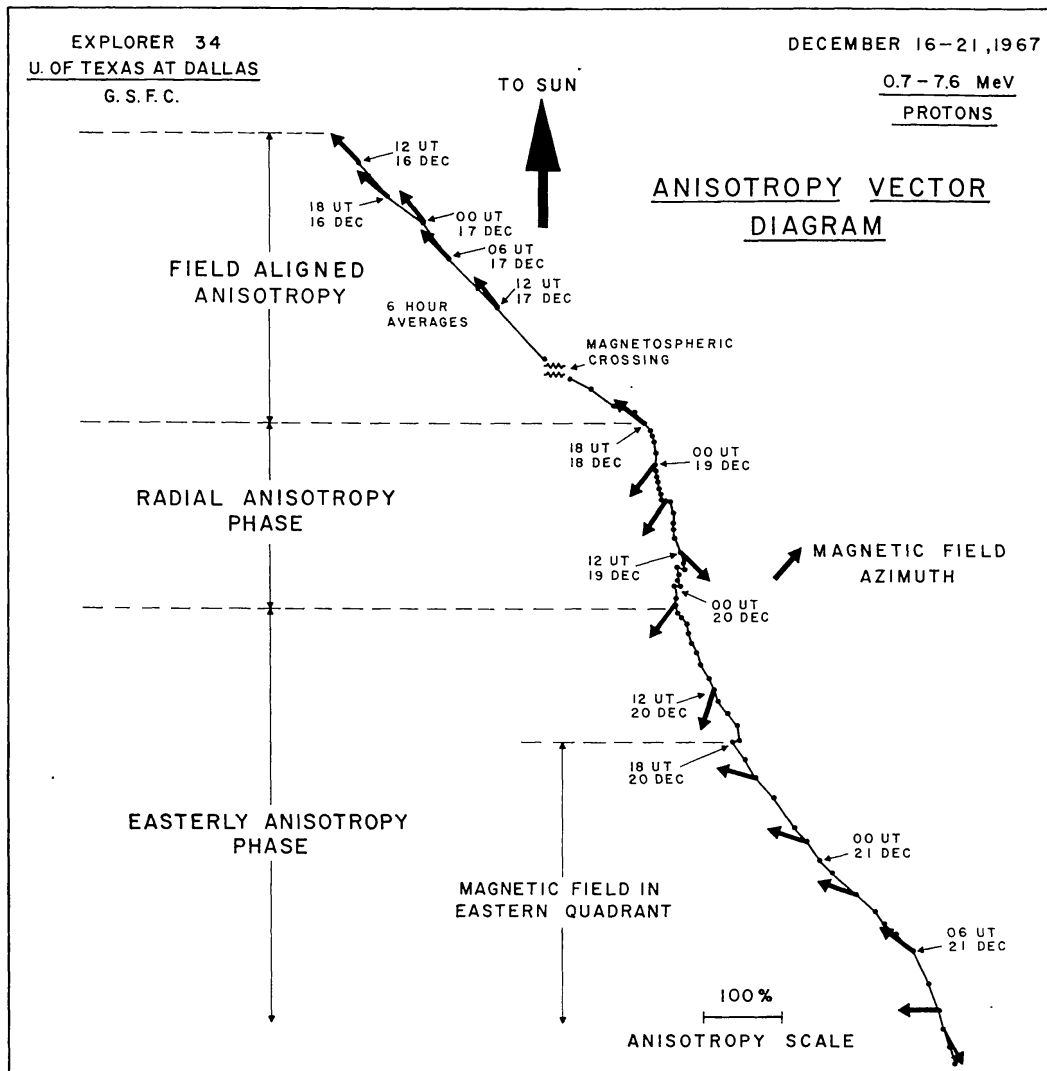 EXPLORER 34
U. OF TEXAS AT DALLAS
G.S.F.C.
DECEMBER 16-21, 1967
0.7-7.6 MeV
PROTONS
TO SUN
ANISOTROPY VECTOR
DIAGRAM
12 UT
16 DEC
18 UT
16 DEC
00 UT
17 DEC
06 UT
17 DEC
12 UT
17 DEC
FIELD ALIGNED
ANISOTROPY
6 HOUR
AVERAGES
MAGNETOSPHERIC
CROSSING
18 UT
18 DEC
00 UT
19 DEC
RADIAL ANISOTROPY
PHASE
12 UT
19 DEC
MAGNETIC FIELD
AZIMUTH
00 UT
20 DEC
12 UT
20 DEC
18 UT
20 DEC
EASTERLY ANISOTROPY
PHASE
00 UT
21 DEC
MAGNETIC FIELD IN
EASTERN QUADRANT
06 UT
21 DEC
100%
ANISOTROPY SCALE